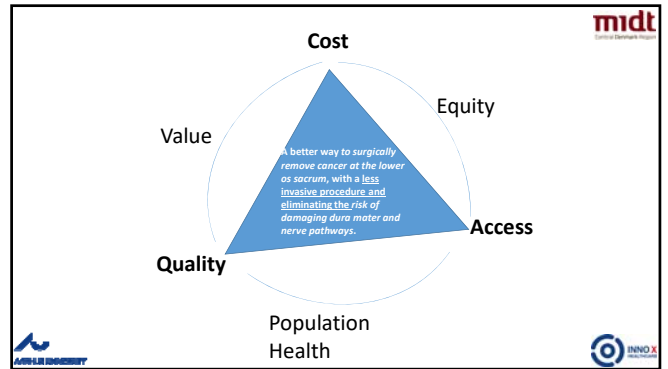 midt
Central Denmark Region
Cost
Equity
Value
A better way to surgically
remove cancer at the lower
os sacrum, with a less
invasive procedure and
eliminating the risk of
damaging dura mater and
nerve pathways.
Access
Quality
Population
Health
INNO X
HEALTHCARE